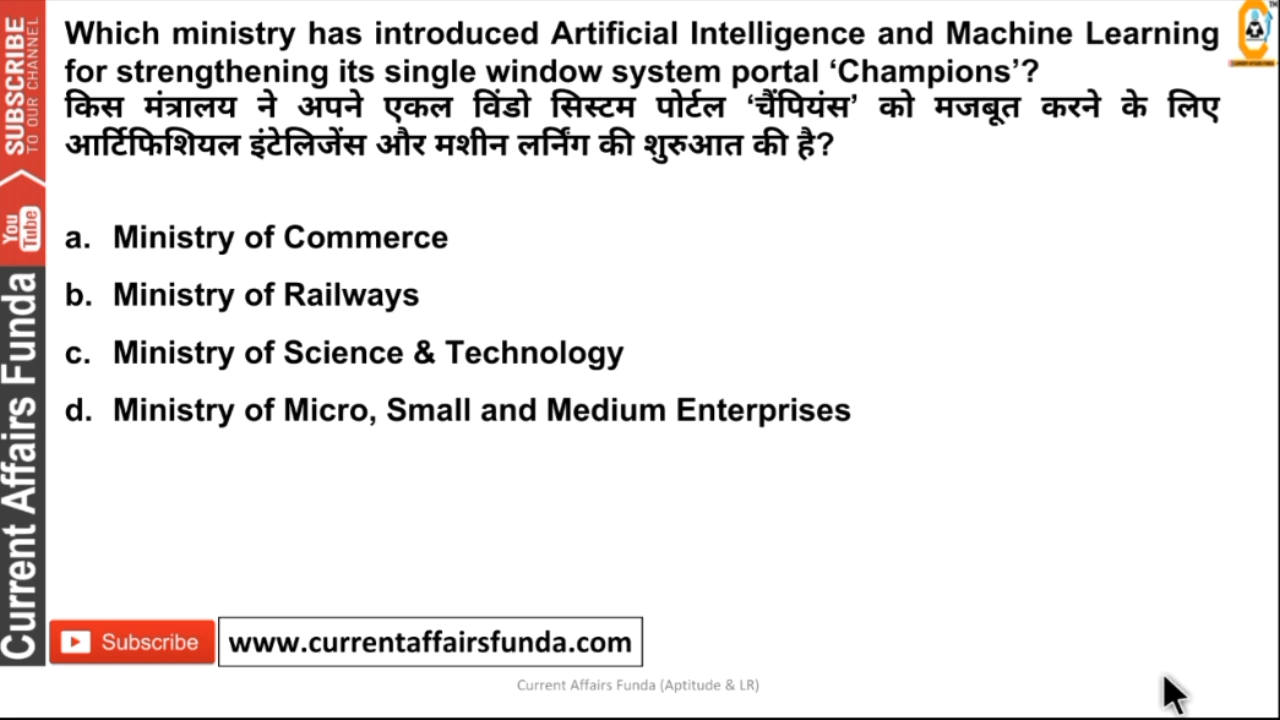 Which ministry has introduced Artificial Intelligence and Machine Learning
for strengthening its single window system portal ‘Champions’?
किस मंत्रालय ने अपने एकल विंडो सिस्टम पोर्टल ‘चैंपियंस’ को मजबूत करने के लिए
आर्टिफिशियल इंटेलिजेंस और मशीन लर्निंग की शुरुआत की है?
a. Ministry of Commerce
b. Ministry of Railways
c. Ministry of Science & Technology
d. Ministry of Micro, Small and Medium Enterprises
SUBSCRIBE
TO OUR CHANNEL
You
Tube
Current Affairs Funda
Subscribe
www.currentaffairsfunda.com
Current Affairs Funda (Aptitude & LR)